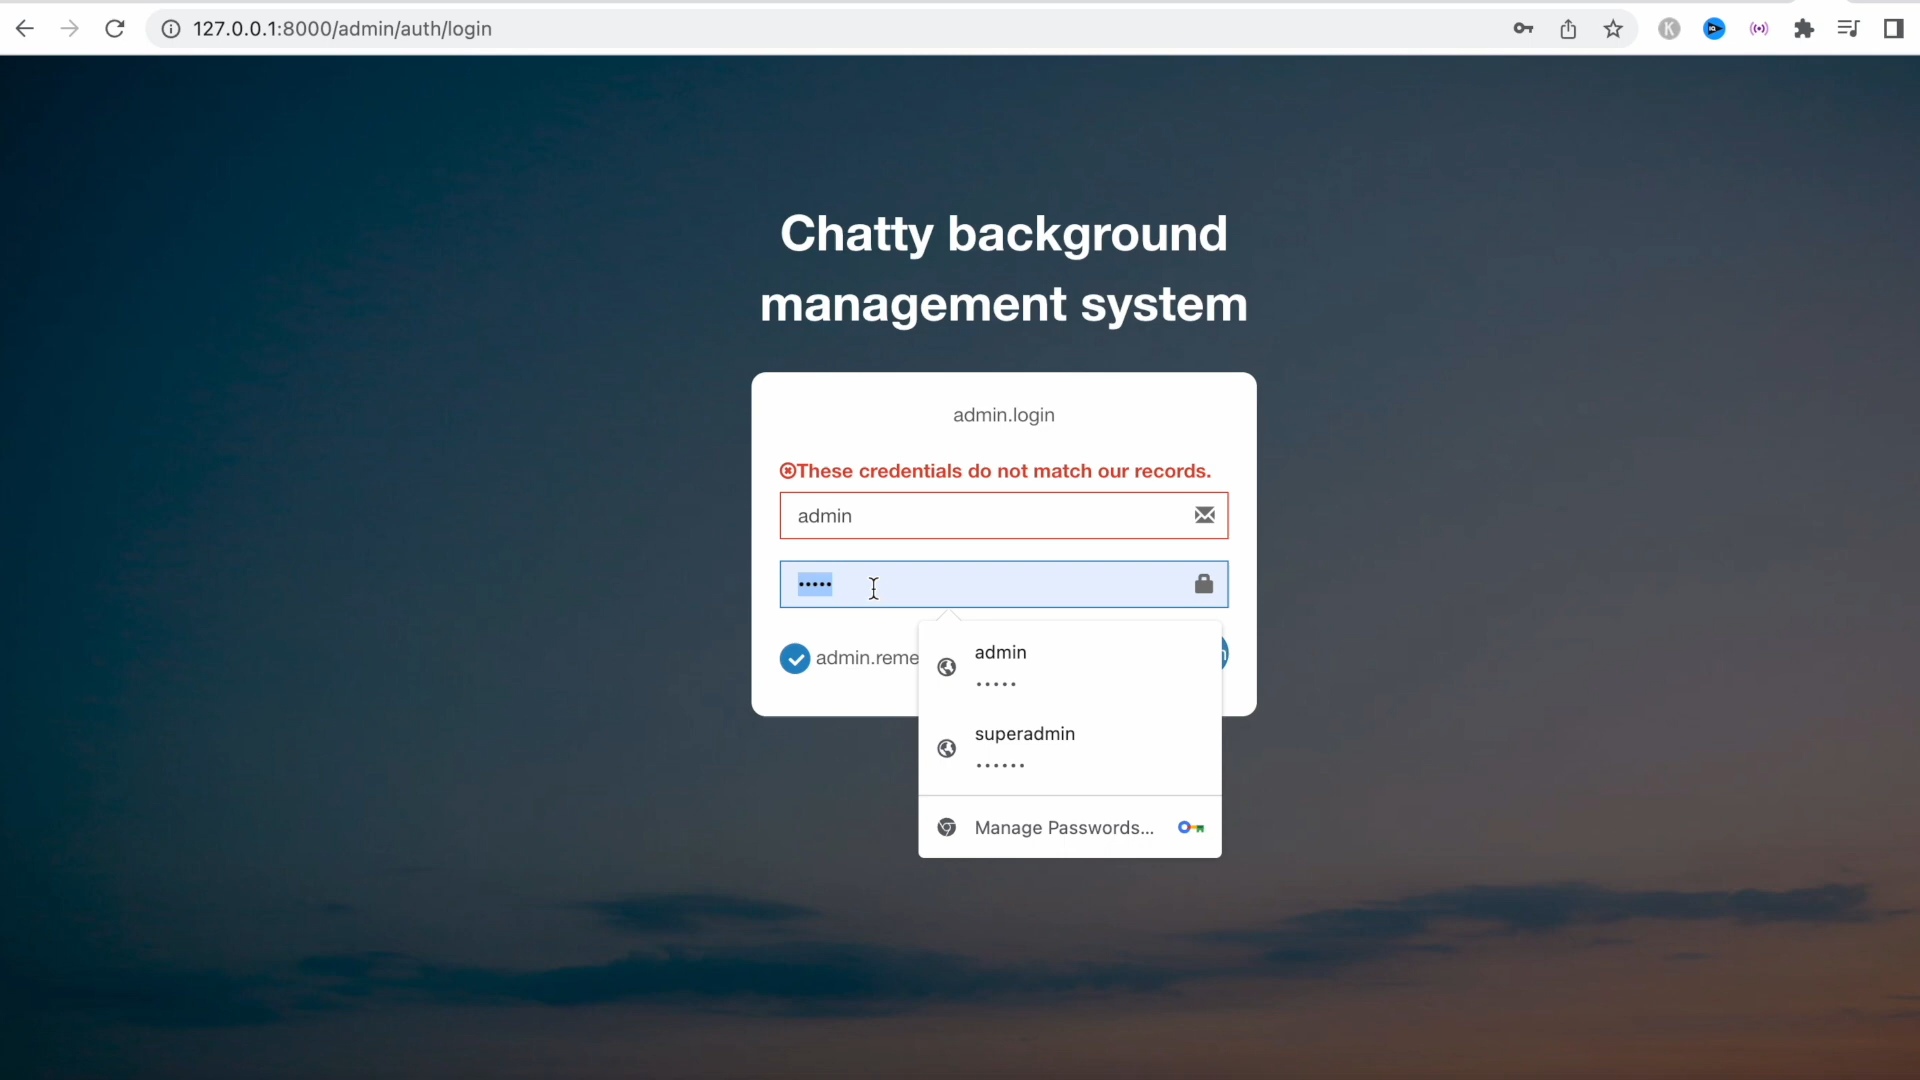 127.0.0.1:8000/admin/auth/login
Chatty background
management system
admin.login
These credentials do not match our records.
admin
•••••
admin.reme
admin
•••••
superadmin
••••••
Manage Passwords...